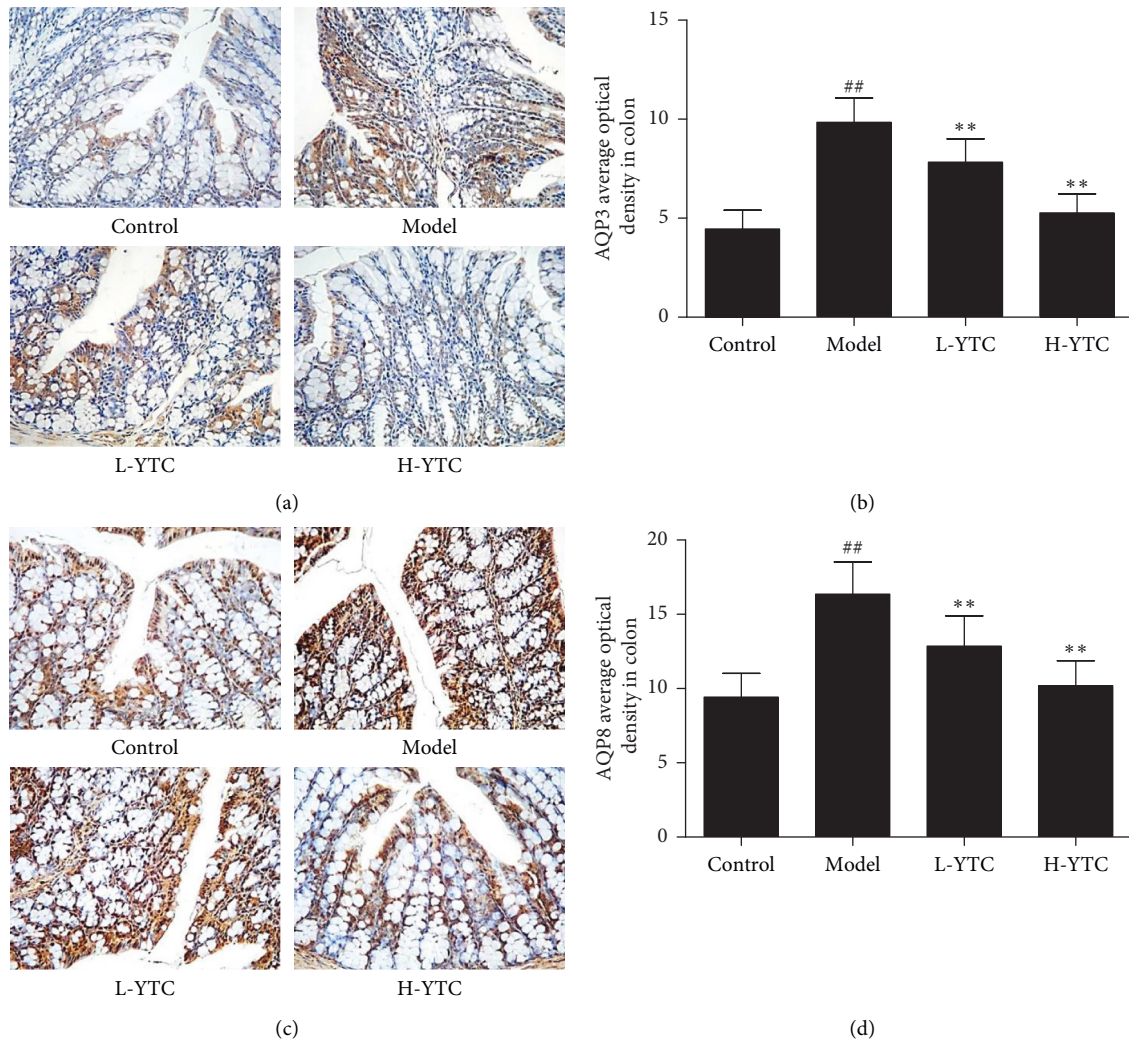 Control
Model
L-YTC
H-YTC
(a)
15
10
5
0
AQP3 average optical
density in colon
##
**
**
Control
Model
L-YTC
H-YTC
(b)
Control
Model
L-YTC
H-YTC
(c)
20
15
10
5
0
AQP8 average optical
density in colon
##
**
**
Control
Model
L-YTC
H-YTC
(d)